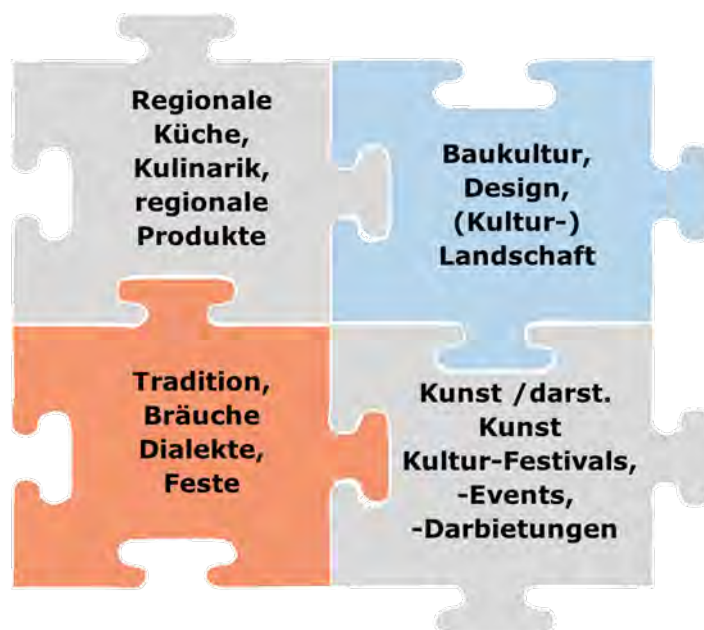 Regionale
Küche,
Kulinarik,
regionale
Produkte
Baukultur,
Design,
(Kultur-)
Landschaft
Tradition,
Bräuche
Dialekte,
Feste
Kunst /darst.
Kunst
Kultur-Festivals,
-Events,
-Darbietungen